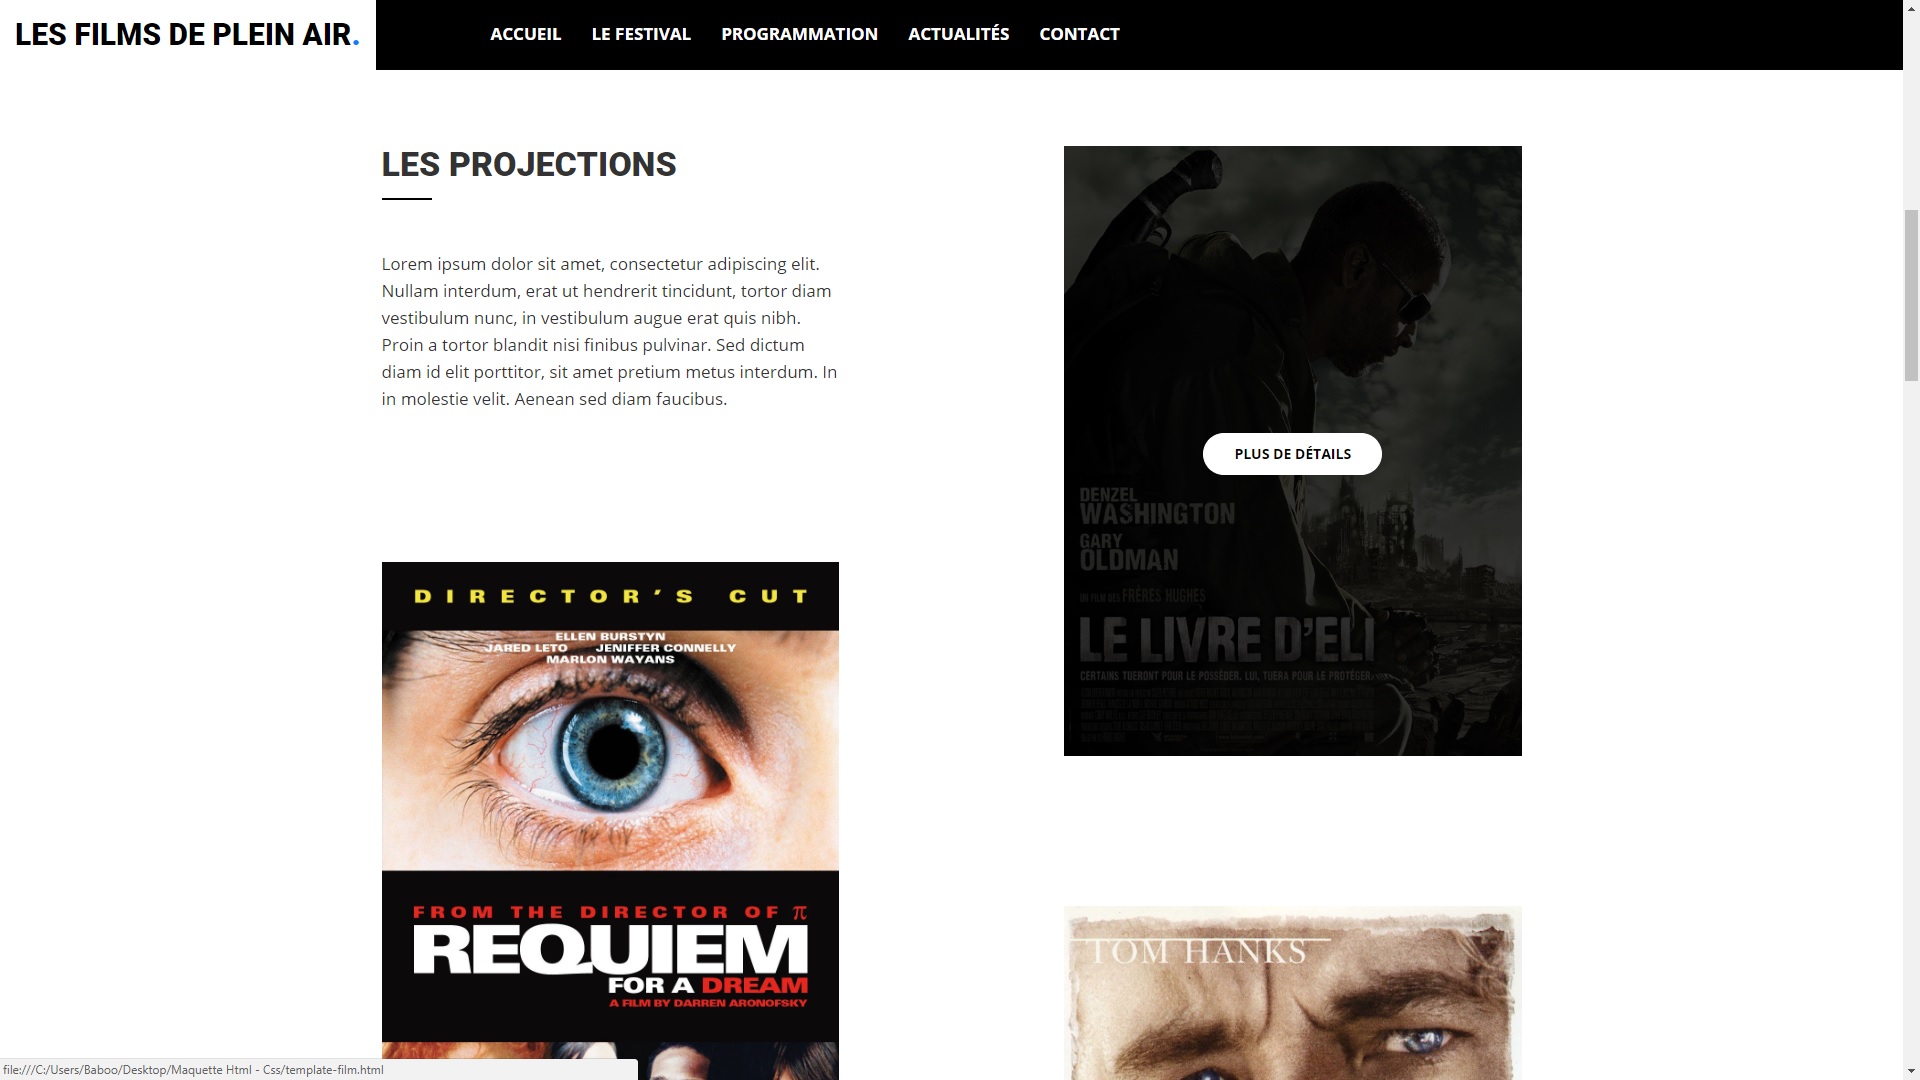 LES FILMS DE PLEIN AIR.
ACCUEIL LE FESTIVAL PROGRAMMATION ACTUALITÉS CONTACT
LES PROJECTIONS
Lorem ipsum dolor sit amet, consectetur adipiscing elit.
Nullam interdum, erat ut hendrerit tincidunt, tortor diam
vestibulum nunc, in vestibulum augue erat quis nibh.
Proin a tortor blandit nisi finibus pulvinar. Sed dictum
diam id elit porttitor, sit amet pretium metus interdum. In
in molestie velit. Aenean sed diam faucibus.
PLUS DE DÉTAILS
DENZEL
WASHINGTON
GARY
OLDMAN
UN FILM DES FRÈRES HUGHES
LE LIVRE D'ELI
CERTAINS TUERONT POUR LE POSSÉDER. LUI, TUERA POUR LE PROTÉGER.
DIRECTOR'S CUT
ELLEN BURSTYN
JARED LETO JENIFFER CONNELLY
MARLON WAYANS
FROM THE DIRECTOR OF π
REQUIEM
FOR A DREAM
A FILM BY DARREN ARONOFSKY
TOM HANKS
file:///C:/Users/Baboo/Desktop/Maquette Html - Css/template-film.html